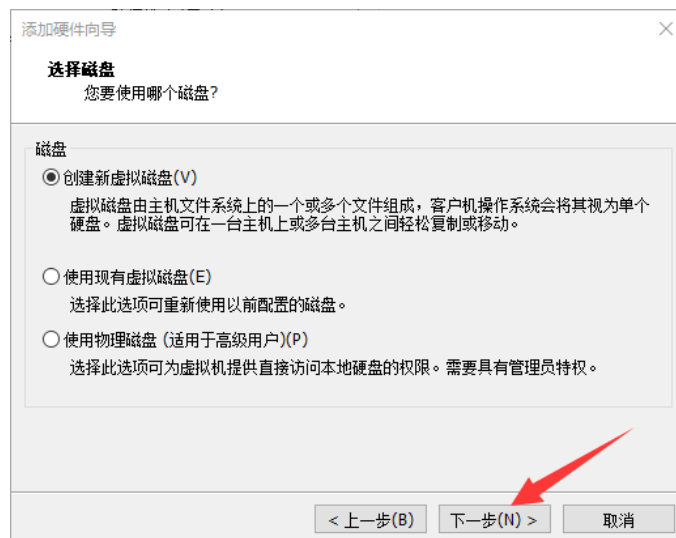 添加硬件向导
选择磁盘
您要使用哪个磁盘?
磁盘
创建新虚拟磁盘(V)
虚拟磁盘由主机文件系统上的一个或多个文件组成，客户机操作系统会将其视为单个
硬盘。虚拟磁盘可在一台主机上或多台主机之间轻松复制或移动。
使用现有虚拟磁盘(E)
选择此选项可重新使用以前配置的磁盘。
使用物理磁盘 (适用于高级用户)(P)
选择此选项可为虚拟机提供直接访问本地硬盘的权限。需要具有管理员特权。
< 上一步(B) 下一步(N) > 取消